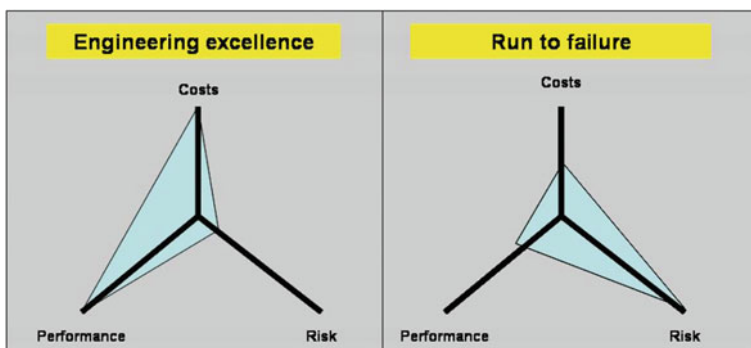 Engineering excellence
Costs
Performance
Risk
Run to failure
Costs
Performance
Risk